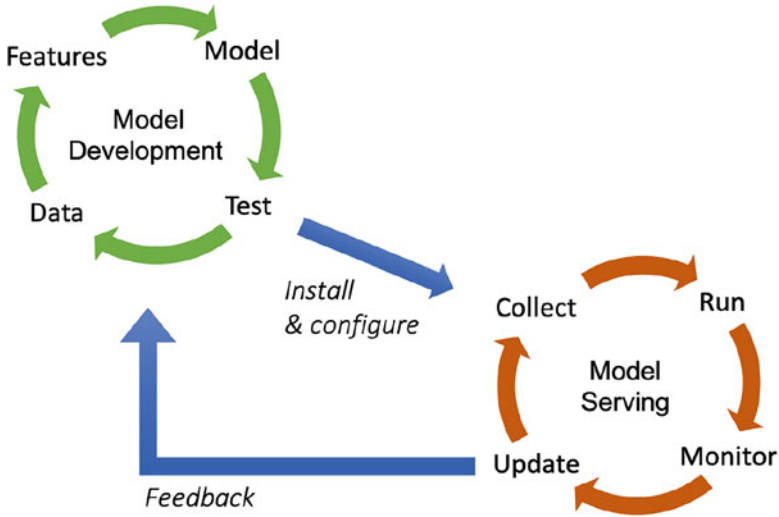 Features
Model
Model
Development
Data
Test
Install
& configure
Collect
Run
Model
Serving
Update
Monitor
Feedback